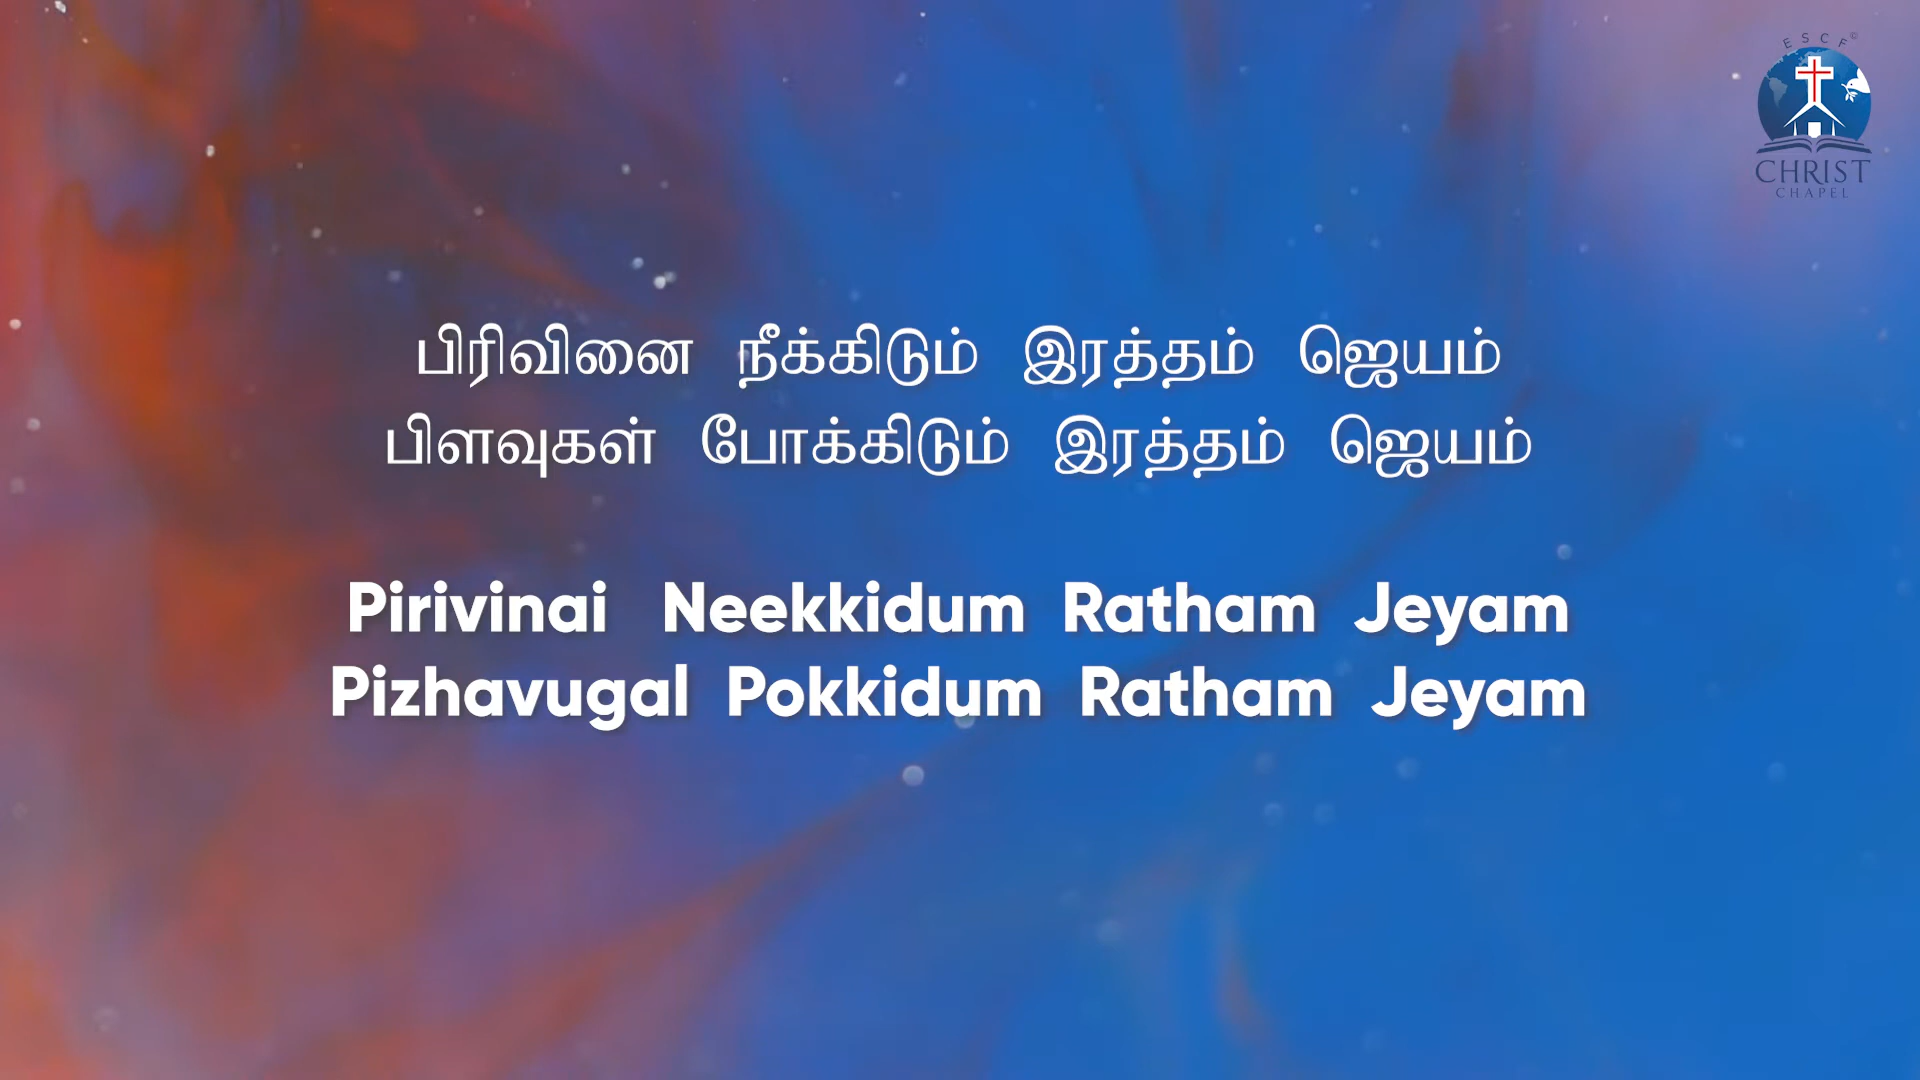 ESCF©
CHRIST
CHAPEL
பிரிவினை நீக்கிடும் இரத்தம் ஜெயம்
பிளவுகள் போக்கிடும் இரத்தம் ஜெயம்
Pirivinai Neekkidum Ratham Jeyam
Pizhavugal Pokkidum Ratham Jeyam